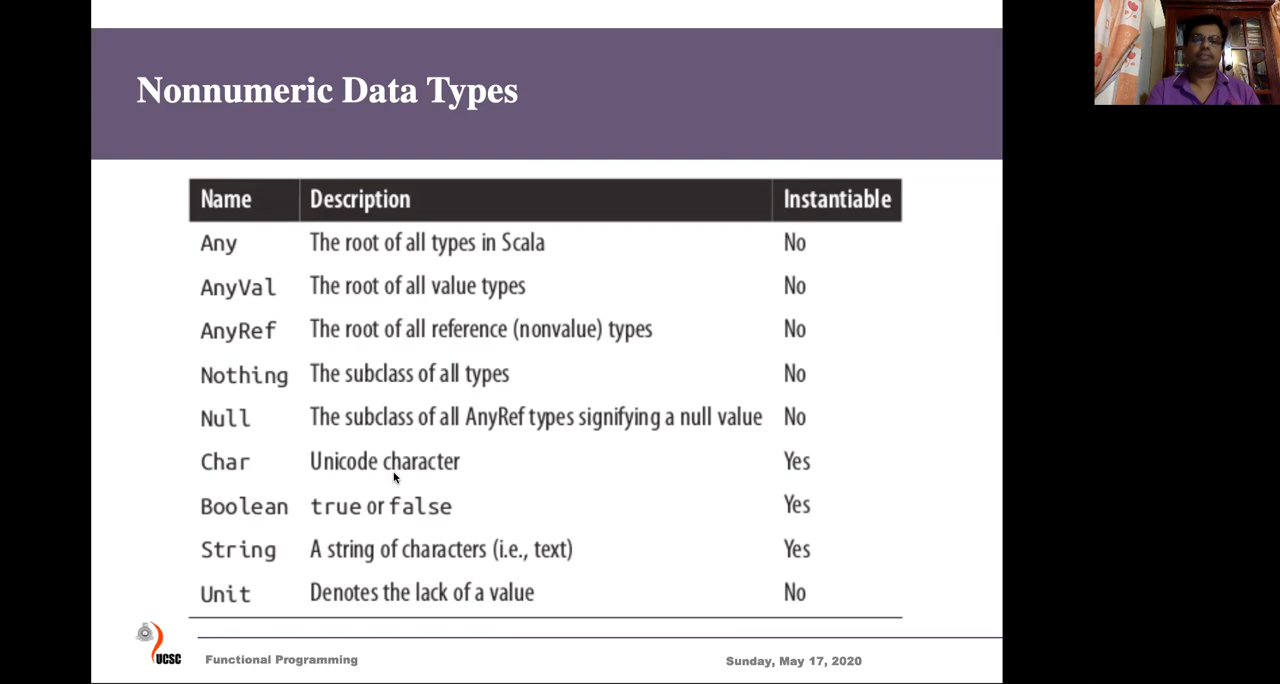 Nonnumeric Data Types
Name Description Instantiable
Any The root of all types in Scala No
AnyVal The root of all value types No
AnyRef The root of all reference (nonvalue) types No
Nothing The subclass of all types No
Null The subclass of all AnyRef types signifying a null value No
Char Unicode character Yes
Boolean true or false Yes
String A string of characters (i.e., text) Yes
Unit Denotes the lack of a value No
UCSC
Functional Programming Sunday, May 17, 2020